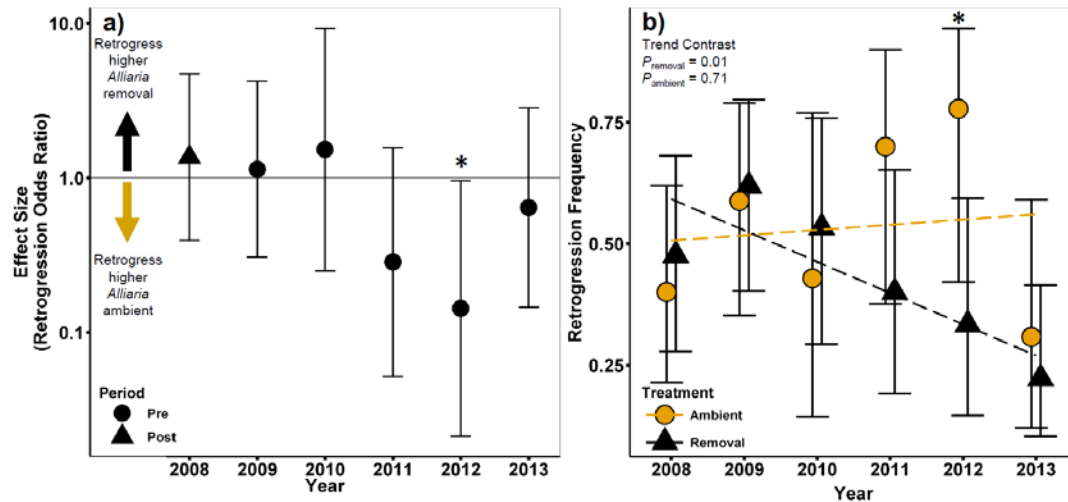 a)
10.0
1.0
0.1
Effect Size
(Retrogression Odds Ratio)
Retrogress
higher
Alliaria
removal
Retrogress
higher
Alliaria
ambient
*
Period
Pre
Post
2008 2009 2010 2011 2012 2013
Year
b)
*
Trend Contrast
Premoval = 0.01
Pambient = 0.71
0.75
0.50
0.25
Retrogression Frequency
Treatment
Ambient
Removal
2008 2009 2010 2011 2012 2013
Year